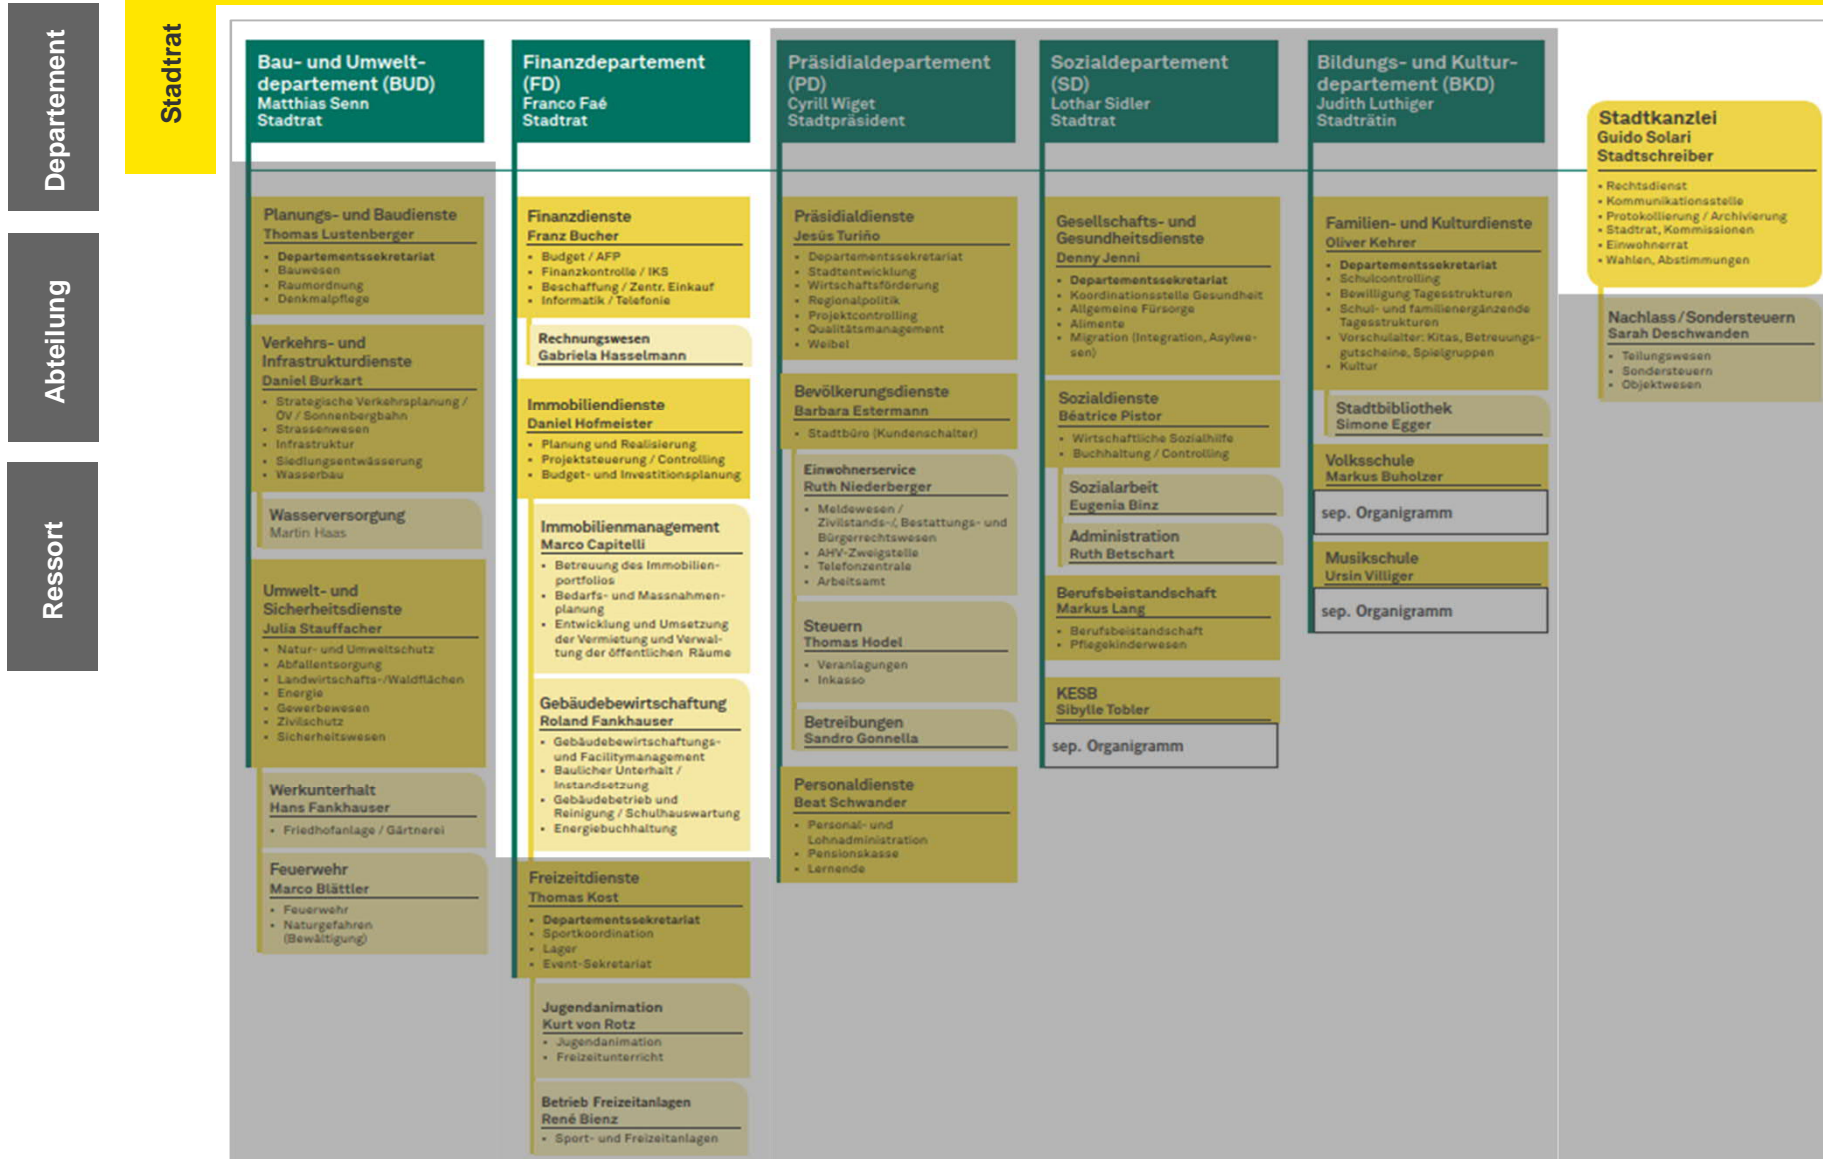 Departement
Abteilung
Ressort
Stadtrat
Bau- und Umwelt-
departement (BUD)
Matthias Senn
Stadtrat
Planungs- und Baudienste
Thomas Lustenberger
• Departementssekretariat
• Bauwesen
• Raumordnung
• Denkmalpflege
Verkehrs- und
Infrastrukturdienste
Daniel Burkart
• Strategische Verkehrsplanung /
ÖV / Sonnenbergbahn
• Strassenwesen
• Infrastruktur
• Siedlungsentwässerung
• Wasserbau
Wasserversorgung
Martin Haas
Umwelt- und
Sicherheitsdienste
Julia Stauffacher
• Natur- und Umweltschutz
• Abfallentsorgung
• Landwirtschafts-/Waldflächen
• Energie
• Gewerbewesen
• Zivilschutz
• Sicherheitswesen
Werkunterhalt
Hans Fankhauser
• Friedhofanlage / Gärtnerei
Feuerwehr
Marco Blättler
• Feuerwehr
• Naturgefahren
(Bewältigung)
Finanzdepartement
(FD)
Franco Faé
Stadtrat
Finanzdienste
Franz Bucher
• Budget / AFP
• Finanzkontrolle / IKS
• Beschaffung / Zentr. Einkauf
• Informatik / Telefonie
Rechnungswesen
Gabriela Hasselmann
Immobiliendienste
Daniel Hofmeister
• Planung und Realisierung
• Projektsteuerung / Controlling
• Budget- und Investitionsplanung
Immobilienmanagement
Marco Capitelli
• Betreuung des Immobilien-
portfolios
• Bedarfs- und Massnahmen-
planung
• Entwicklung und Umsetzung
der Vermietung und Verwal-
tung der öffentlichen Räume
Gebäudebewirtschaftung
Roland Fankhauser
• Gebäudebewirtschaftungs-
und Facilitymanagement
• Baulicher Unterhalt /
Instandsetzung
• Gebäudebetrieb und
Reinigung / Schulhauswartung
• Energiebuchhaltung
Freizeitdienste
Thomas Kost
• Departementssekretariat
• Sportkoordination
• Lager
• Event-Sekretariat
Jugendanimation
Kurt von Rotz
• Jugendanimation
• Freizeitunterricht
Betrieb Freizeitanlagen
René Bienz
• Sport- und Freizeitanlagen
Präsidialdepartement
(PD)
Cyrill Wiget
Stadtpräsident
Präsidialdienste
Jesús Turiño
• Departementssekretariat
• Stadtentwicklung
• Wirtschaftsförderung
• Regionalpolitik
• Projektcontrolling
• Qualitätsmanagement
• Weibel
Bevölkerungsdienste
Barbara Estermann
• Stadtbüro (Kundenschalter)
Einwohnerservice
Ruth Niederberger
• Meldewesen /
Zivilstands-/, Bestattungs- und
Bürgerrechtswesen
• AHV-Zweigstelle
• Telefonzentrale
• Arbeitsamt
Steuern
Thomas Hodel
• Veranlagungen
• Inkasso
Betreibungen
Sandro Gonnella
Personaldienste
Beat Schwander
• Personal- und
Lohnadministration
• Pensionskasse
• Lernende
Sozialdepartement
(SD)
Lothar Sidler
Stadtrat
Gesellschafts- und
Gesundheitsdienste
Denny Jenni
• Departementssekretariat
• Koordinationsstelle Gesundheit
• Allgemeine Fürsorge
• Alimente
• Migration (Integration, Asylwe-
sen)
Sozialdienste
Béatrice Pistor
• Wirtschaftliche Sozialhilfe
• Buchhaltung / Controlling
Sozialarbeit
Eugenia Binz
Administration
Ruth Betschart
Berufsbeistandschaft
Markus Lang
• Berufsbeistandschaft
• Pflegekinderwesen
KESB
Sibylle Tobler
sep. Organigramm
Bildungs- und Kultur-
departement (BKD)
Judith Luthiger
Stadträtin
Familien- und Kulturdienste
Oliver Kehrer
• Departementssekretariat
• Schulcontrolling
• Bewilligung Tagesstrukturen
• Schul- und familienergänzende
Tagesstrukturen
• Vorschulalter: Kitas, Betreuungs-
gutscheine, Spielgruppen
• Kultur
Stadtbibliothek
Simone Egger
Volksschule
Markus Buholzer
sep. Organigramm
Musikschule
Ursin Villiger
sep. Organigramm
Stadtkanzlei
Guido Solari
Stadtschreiber
• Rechtsdienst
• Kommunikationsstelle
• Protokollierung / Archivierung
• Stadtrat, Kommissionen
• Einwohnerrat
• Wahlen, Abstimmungen
Nachlass / Sondersteuern
Sarah Deschwanden
• Teilungswesen
• Sondersteuern
• Objektwesen